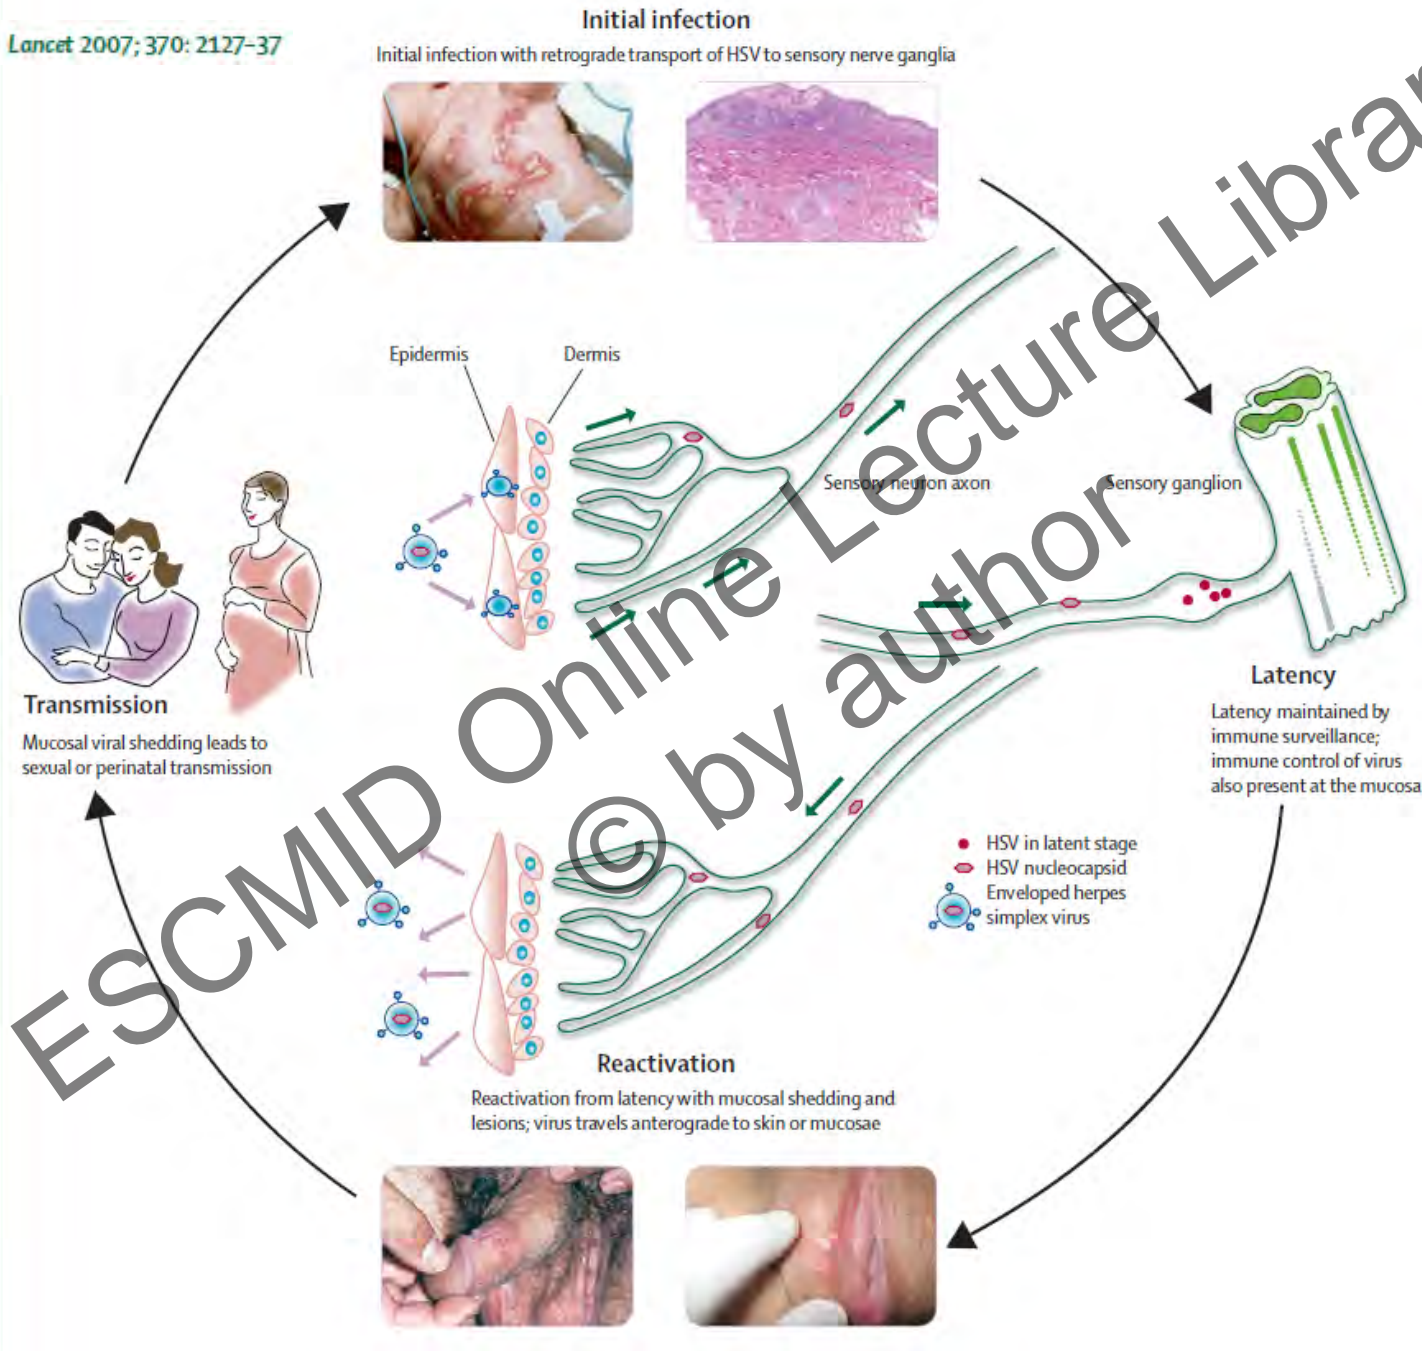 Lancet 2007; 370: 2127–37
Initial infection
Initial infection with retrograde transport of HSV to sensory nerve ganglia
Epidermis
Dermis
Sensory neuron axon
Sensory ganglion
Transmission
Mucosal viral shedding leads to
sexual or perinatal transmission
Latency
Latency maintained by
immune surveillance;
immune control of virus
also present at the mucosa
HSV in latent stage
HSV nucleocapsid
Enveloped herpes
simplex virus
Reactivation
Reactivation from latency with mucosal shedding and
lesions; virus travels anterograde to skin or mucosae
ESCMID Online Lecture Librar
© by author